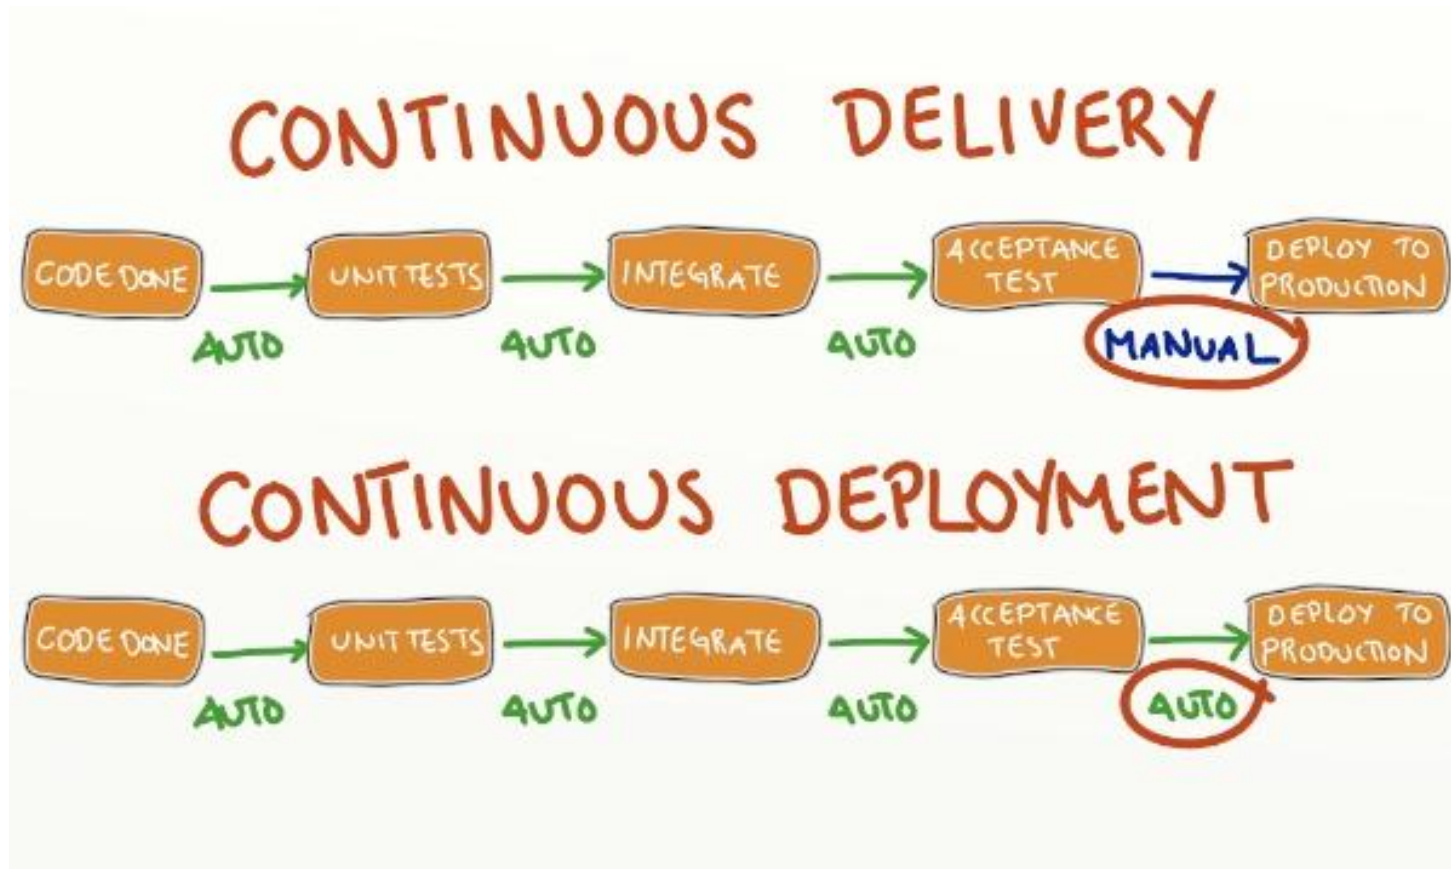 CONTINUOUS DELIVERY
CODE DONE
UNIT TESTS
INTEGRATE
ACCEPTANCE
TEST
DEPLOY TO
PRODUCTION
AUTO
AUTO
AUTO
MANUAL
CONTINUOUS DEPLOYMENT
CODE DONE
UNIT TESTS
INTEGRATE
ACCEPTANCE
TEST
DEPLOY TO
PRODUCTION
AUTO
AUTO
AUTO
AUTO